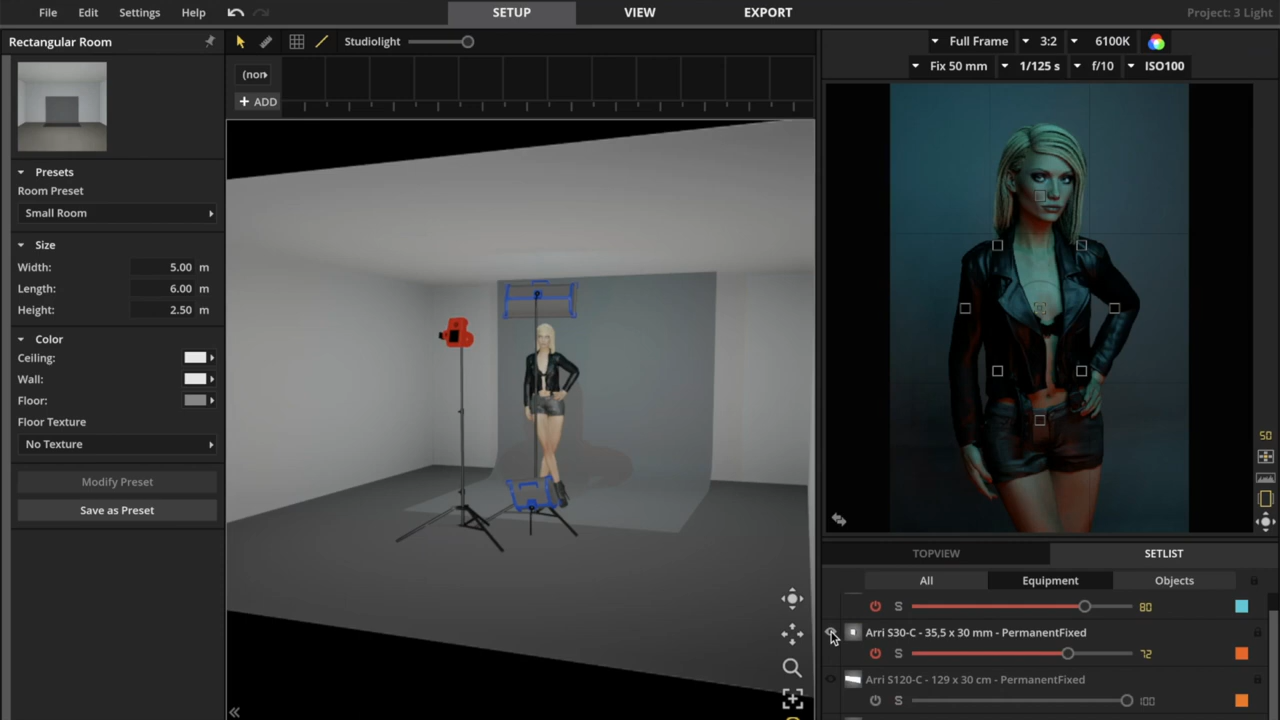 File Edit Settings Help SETUP VIEW EXPORT Project: 3 Light
Rectangular Room
Studiolight
Full Frame 3:2 6100K
Fix 50 mm 1/125 s f/10 ISO100
+ ADD
Presets
Room Preset
Small Room
Size
Width: 5.00 m
Length: 6.00 m
Height: 2.50 m
Color
Ceiling:
Wall:
Floor:
Floor Texture
No Texture
Modify Preset
Save as Preset
50
TOPVIEW SETLIST
All Equipment Objects
S 80
Arri S30-C - 35,5 x 30 mm - PermanentFixed
S 72
Arri S120-C - 129 x 30 cm - PermanentFixed
S 100